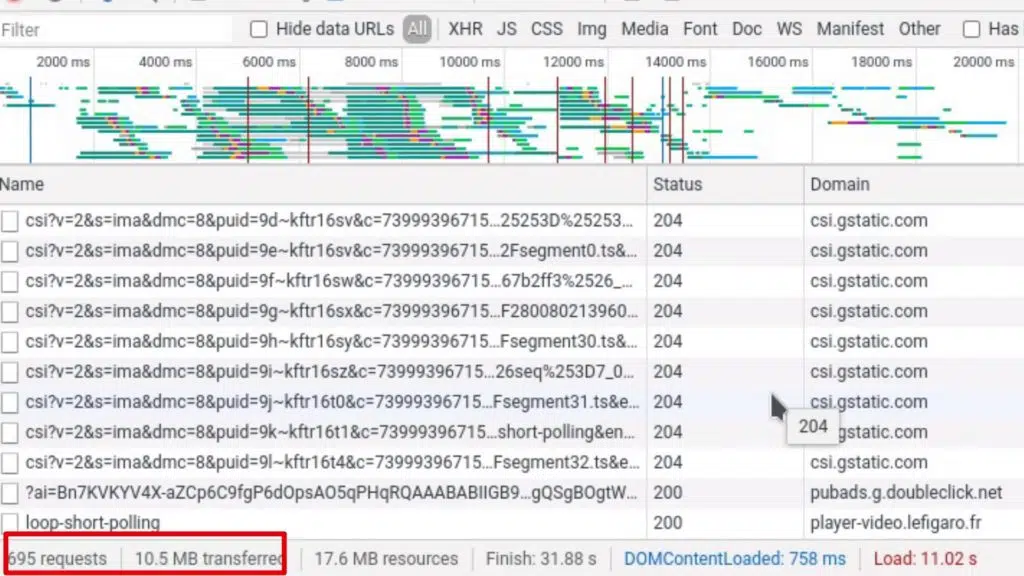 Filter Hide data URLs All XHR JS CSS Img Media Font Doc WS Manifest Other Has
2000 ms 4000 ms 6000 ms 8000 ms 10000 ms 12000 ms 14000 ms 16000 ms 18000 ms 20000 ms
Name Status Domain
csi?v=2&s=ima&dmc=8&puid=9d~kftr16sv&c=73999396715...25253D%25253... 204 csi.gstatic.com
csi?v=2&s=ima&dmc=8&puid=9e~kftr16sv&c=73999396715...2Fsegment0.ts&... 204 csi.gstatic.com
csi?v=2&s=ima&dmc=8&puid=9f~kftr16sw&c=73999396715...67b2ff3%2526_... 204 csi.gstatic.com
csi?v=2&s=ima&dmc=8&puid=9g~kftr16sx&c=73999396715...F280080213960... 204 csi.gstatic.com
csi?v=2&s=ima&dmc=8&puid=9h~kftr16sy&c=73999396715...Fsegment30.ts&... 204 csi.gstatic.com
csi?v=2&s=ima&dmc=8&puid=9i~kftr16sz&c=73999396715...26seq%253D7_0... 204 csi.gstatic.com
csi?v=2&s=ima&dmc=8&puid=9j~kftr16t0&c=73999396715...Fsegment31.ts&e... 204 csi.gstatic.com
csi?v=2&s=ima&dmc=8&puid=9k~kftr16t1&c=73999396715...short-polling&en... 204 csi.gstatic.com
204
csi?v=2&s=ima&dmc=8&puid=9l~kftr16t4&c=73999396715...Fsegment32.ts&e... 204 csi.gstatic.com
?ai=Bn7KVKYV4X-aZCp6C9fgP6dOpsAO5qPHqRQAAABABIIGB9...gQSgBOgtW... 200 pubads.g.doubleclick.net
loop-short-polling 200 player-video.lefigaro.fr
695 requests 10.5 MB transferred 17.6 MB resources Finish: 31.88 s DOMContentLoaded: 758 ms Load: 11.02 s